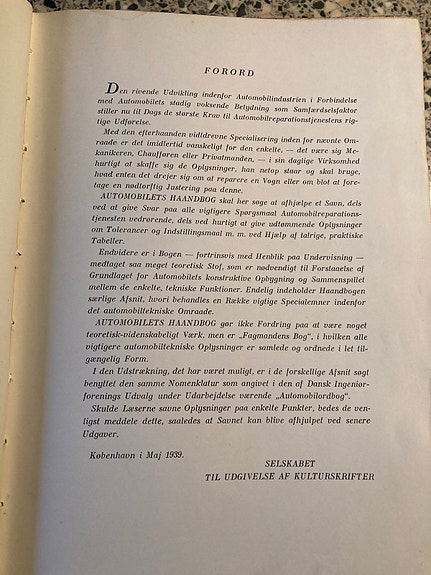 FORORD
Den rivende Udvikling indenfor Automobilindustrien i Forbindelse
med Automobilets stadig voksende Betydning som Samfærdselsfaktor
stiller nu til Dags de største Krav til Automobilreparationstjenestens rig-
tige Udførelse.
Med den efterhaanden vidtdrevne Specialisering inden for nævnte Om-
raade er det imidlertid vanskeligt for den enkelte, — det være sig Me-
kanikeren, Chaufføren eller Privatmanden, — i sin daglige Virksomhed
hurtigt at skaffe sig de Oplysninger, han netop staar og skal bruge,
hvad enten det drejer sig om at reparere en Vogn eller om blot at fore-
tage en nødtørftig Justering paa denne.
AUTOMOBILETS HAANDBOG skal her søge at afhjælpe et Savn, dels
ved at give Svar paa alle vigtigere Spørgsmaal Automobilreparations-
tjenesten vedrørende, dels ved hurtigt at give udtømmende Oplysninger
om Tolerancer og Indstillingsmaal m. m. ved Hjælp af talrige, praktiske
Tabeller.
Endvidere er i Bogen — fortrinsvis med Henblik paa Undervisning —
medtaget saa meget teoretisk Stof, som er nødvendigt til Forstaaelse af
Grundlaget for Automobilets konstruktive Opbygning og Sammenspillet
mellem de enkelte, tekniske Funktioner. Endelig indeholder Haandbogen
særlige Afsnit, hvori behandles en Række vigtige Specialemner indenfor
det automobiltekniske Omraade.
AUTOMOBILETS HAANDBOG gør ikke Fordring paa at være noget
teoretisk-videnskabeligt Værk, men er „Fagmandens Bog“, i hvilken alle
vigtigere automobiltekniske Oplysninger er samlede og ordnede i let til-
gængelig Form.
I den Udstrækning, det har været muligt, er i de forskellige Afsnit søgt
benyttet den samme Nomenklatur som angivet i den af Dansk Ingeniør-
forenings Udvalg under Udarbejdelse værende „Automobilordbog“.
Skulde Læserne savne Oplysninger paa enkelte Punkter, bedes de ven-
ligst meddele dette, saaledes at Savnet kan blive afhjulpet ved senere
Udgaver.
København i Maj 1939.
SELSKABET
TIL UDGIVELSE AF KULTURSKRIFTER